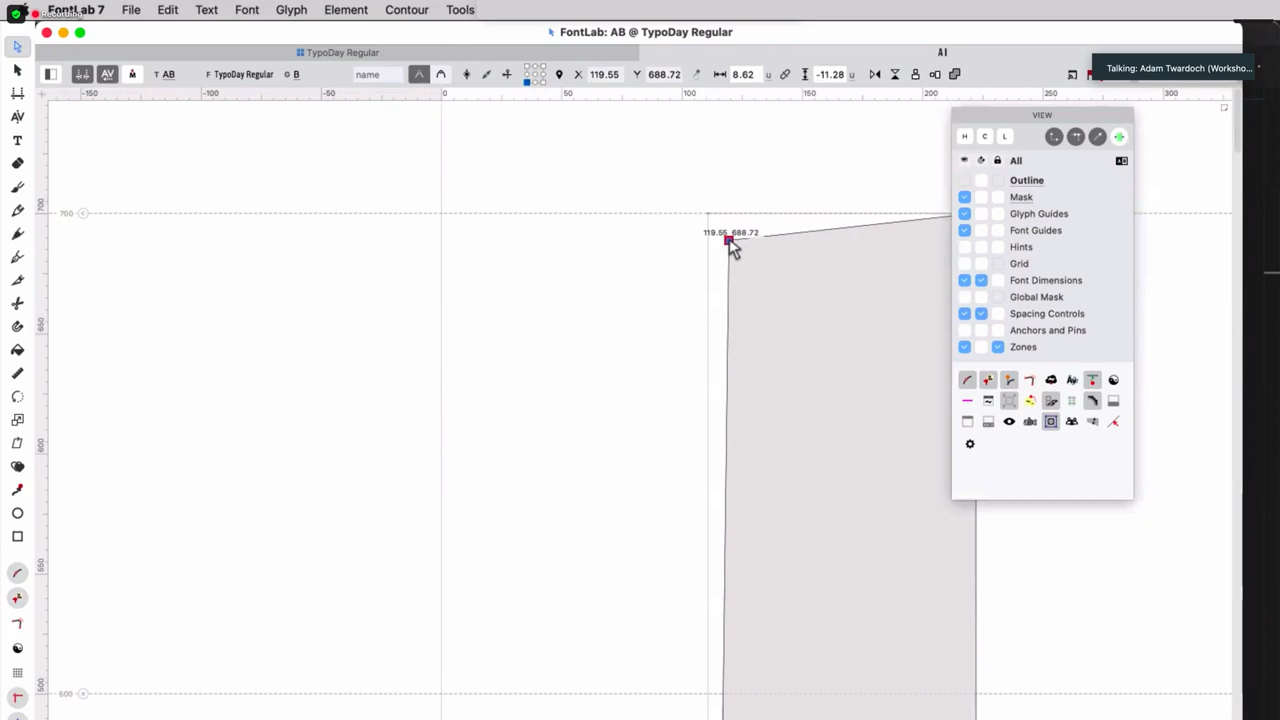 FontLab 7 File Edit Text Font Glyph Element Contour Tools
Recording
FontLab: AB @ TypoDay Regular
TypoDay Regular
Talking: Adam Twardoch (Worksho...
T AB F TypoDay Regular G B name X 119.55 Y 688.72 8.62 u -11.28 u
-150 -100 -50 0 50 100 150 200 250 300
VIEW
H C L
All
Outline
Mask
Glyph Guides
Font Guides
Hints
Grid
Font Dimensions
Global Mask
Spacing Controls
Anchors and Pins
Zones
700
700
119.55, 688.72
650
600
550
500
500